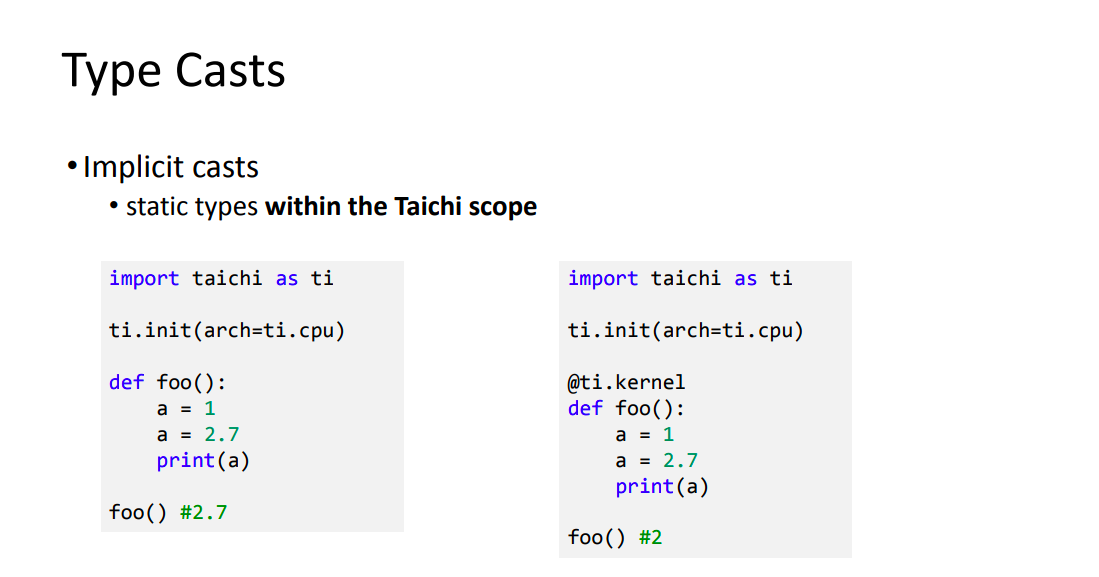 Type Casts
• Implicit casts
• static types within the Taichi scope
import taichi as ti
ti.init(arch=ti.cpu)
def foo():
    a = 1
    a = 2.7
    print(a)
foo() #2.7
import taichi as ti
ti.init(arch=ti.cpu)
@ti.kernel
def foo():
    a = 1
    a = 2.7
    print(a)
foo() #2